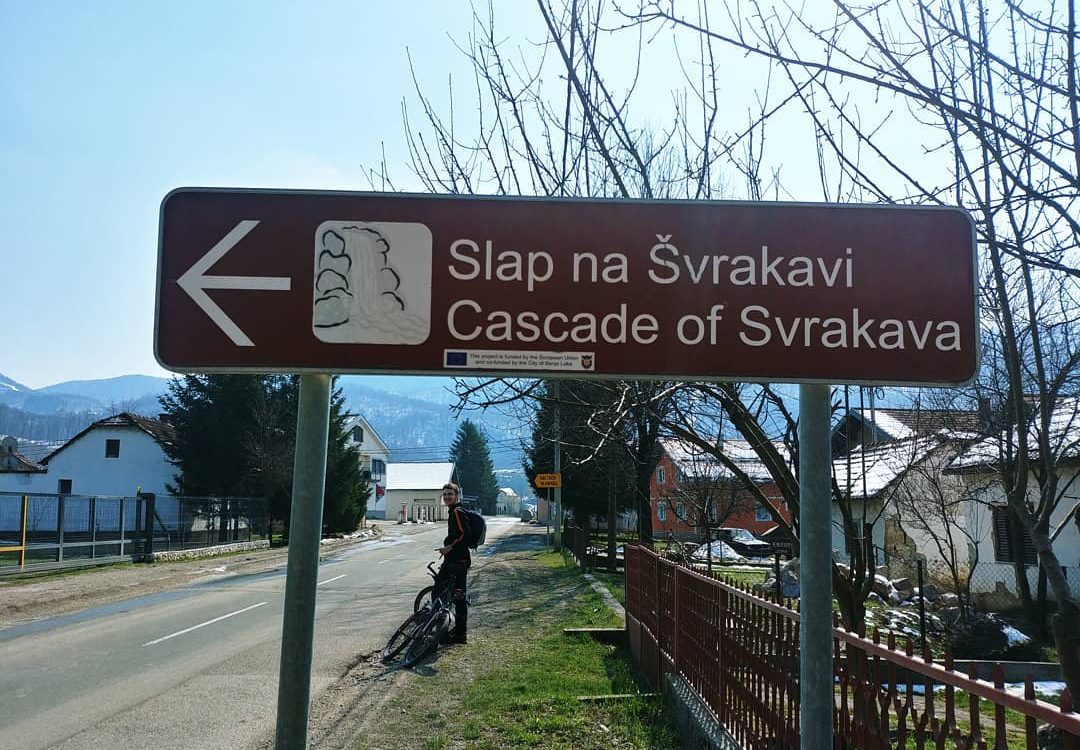 Slap na Švrakavi
Cascade of Svrakava
This project is funded by the European Union
and co-funded by the City of Banja Luka